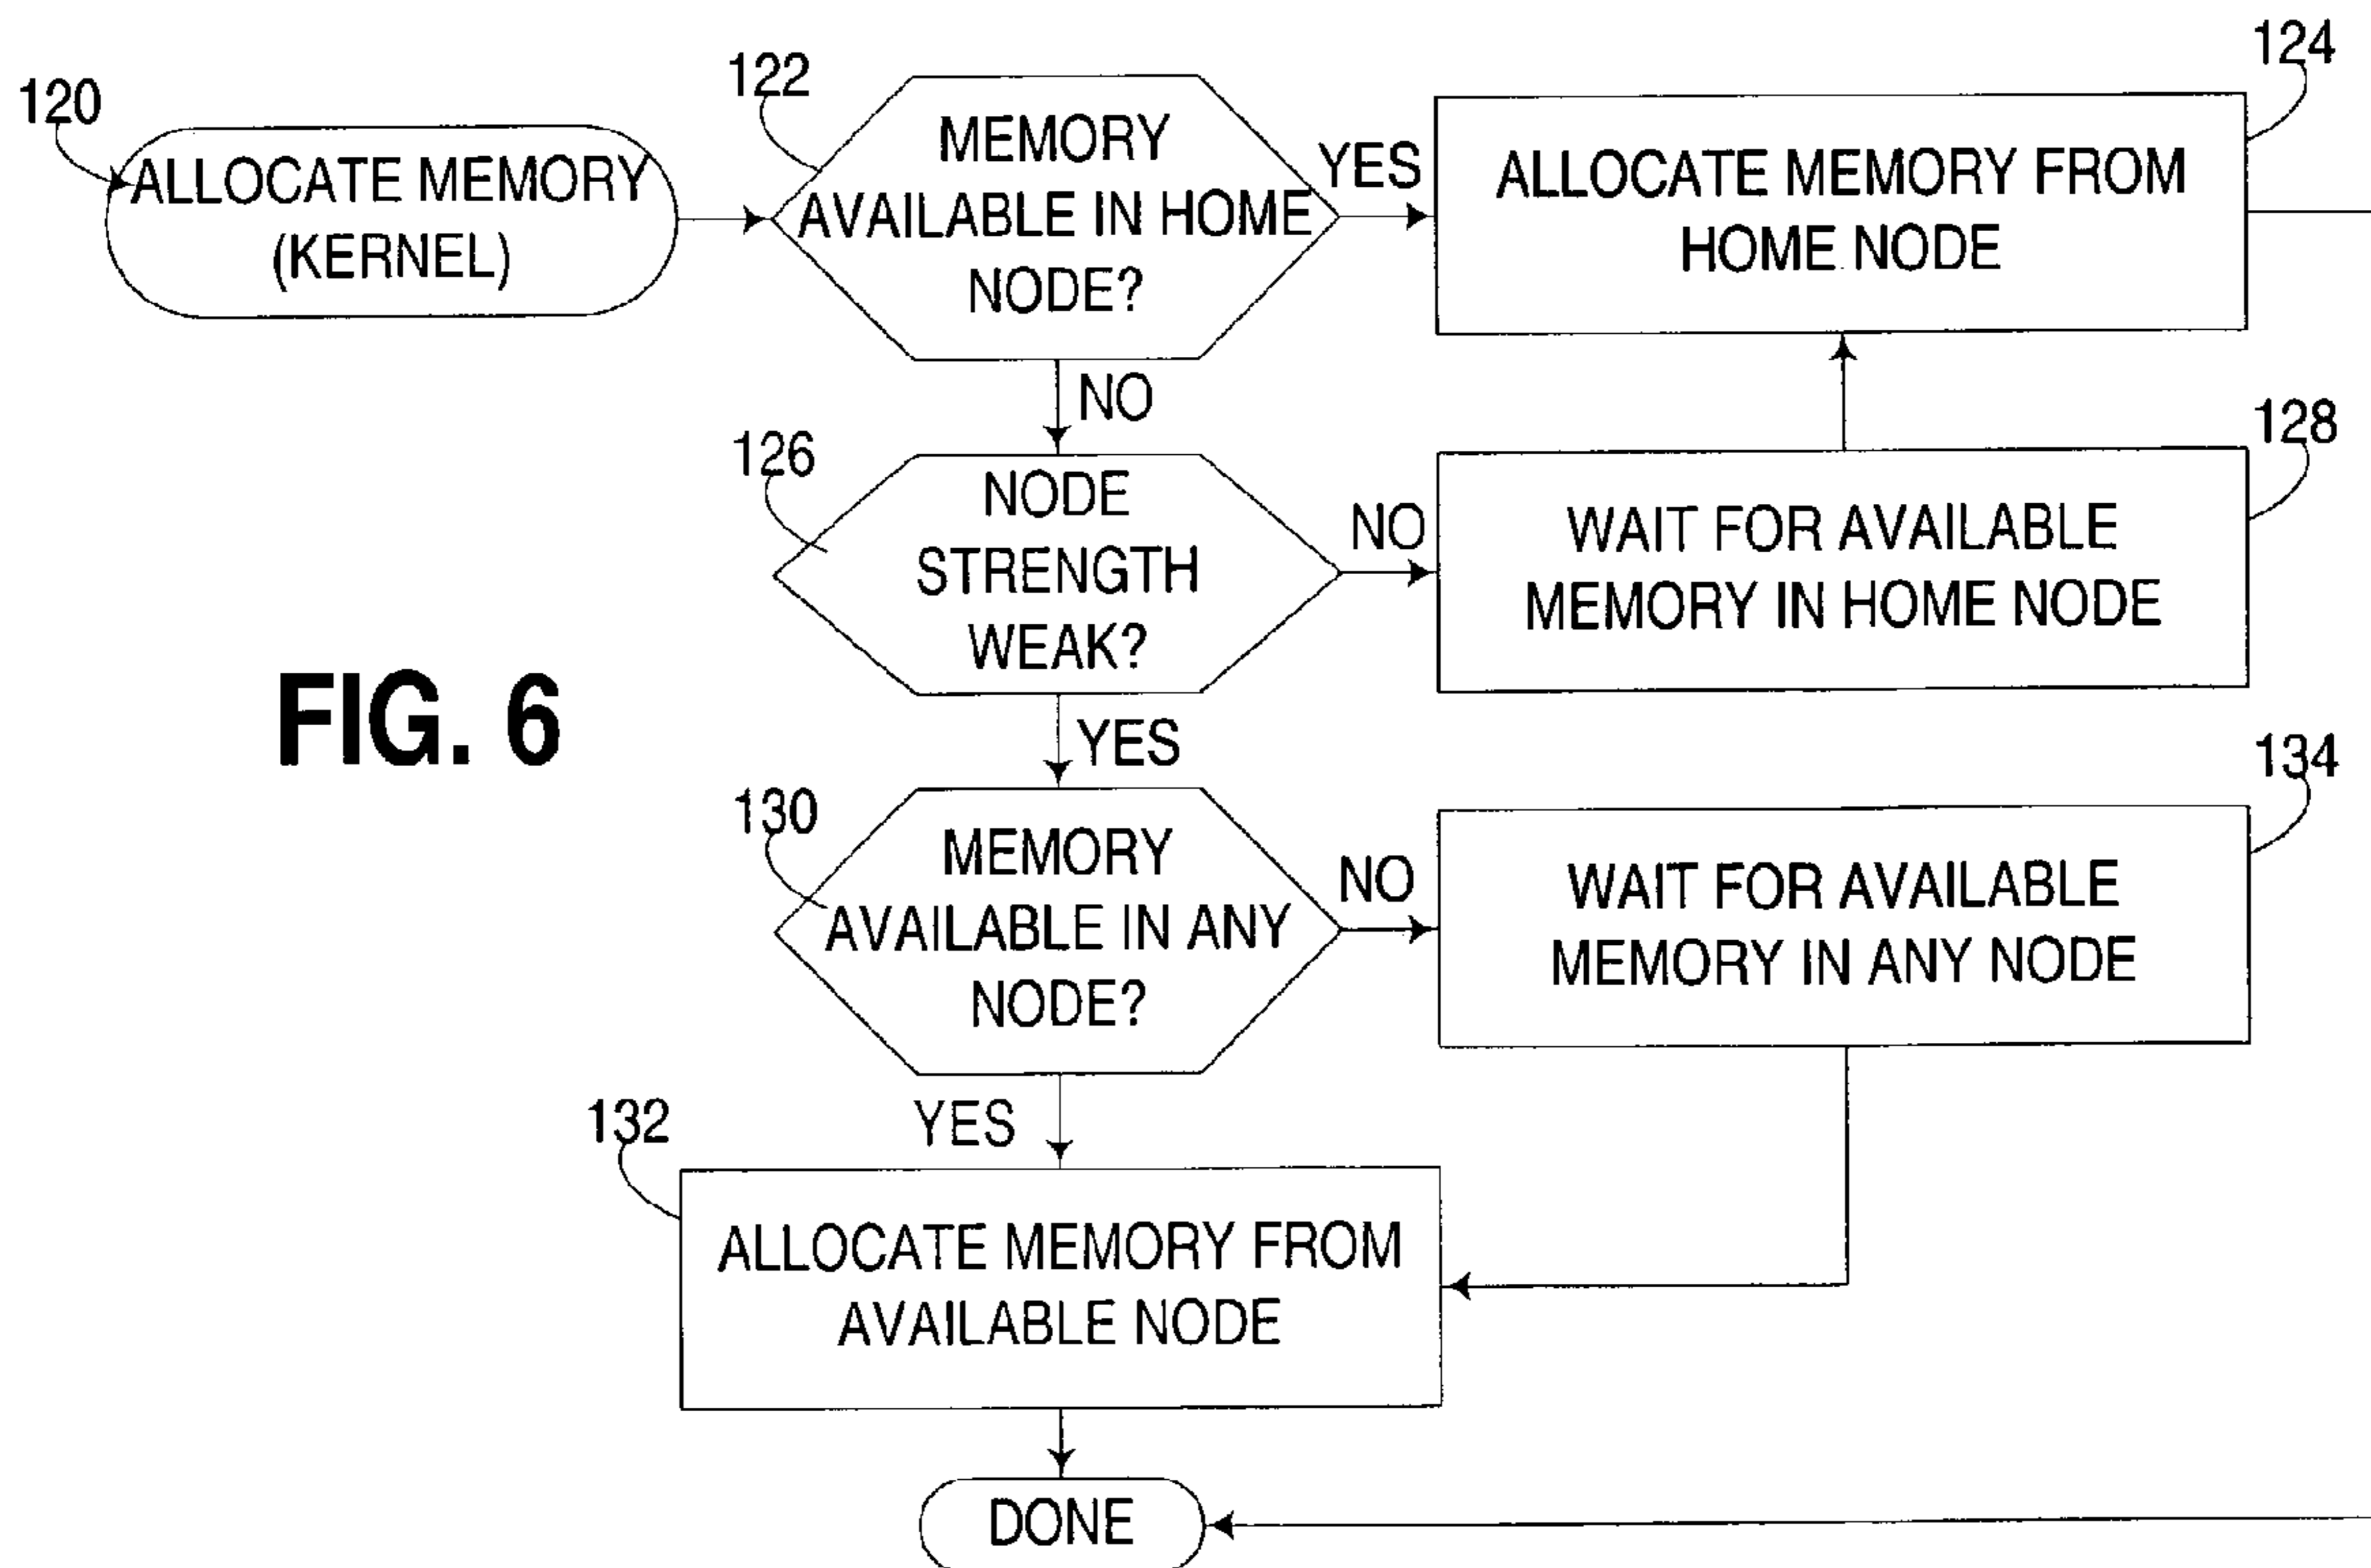 120
ALLOCATE MEMORY
(KERNEL)
122
MEMORY
AVAILABLE IN HOME
NODE?
YES
124
ALLOCATE MEMORY FROM
HOME NODE
NO
126
NODE
STRENGTH
WEAK?
NO
128
WAIT FOR AVAILABLE
MEMORY IN HOME NODE
FIG. 6
YES
130
MEMORY
AVAILABLE IN ANY
NODE?
NO
134
WAIT FOR AVAILABLE
MEMORY IN ANY NODE
YES
132
ALLOCATE MEMORY FROM
AVAILABLE NODE
DONE